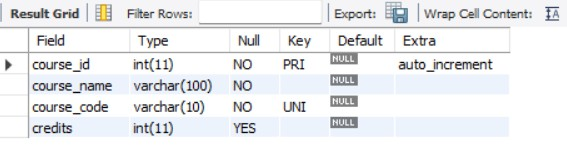 Result Grid Filter Rows: Export: Wrap Cell Content: IA
Field Type Null Key Default Extra
course_id int(11) NO PRI NULL auto_increment
course_name varchar(100) NO NULL
course_code varchar(10) NO UNI NULL
credits int(11) YES NULL